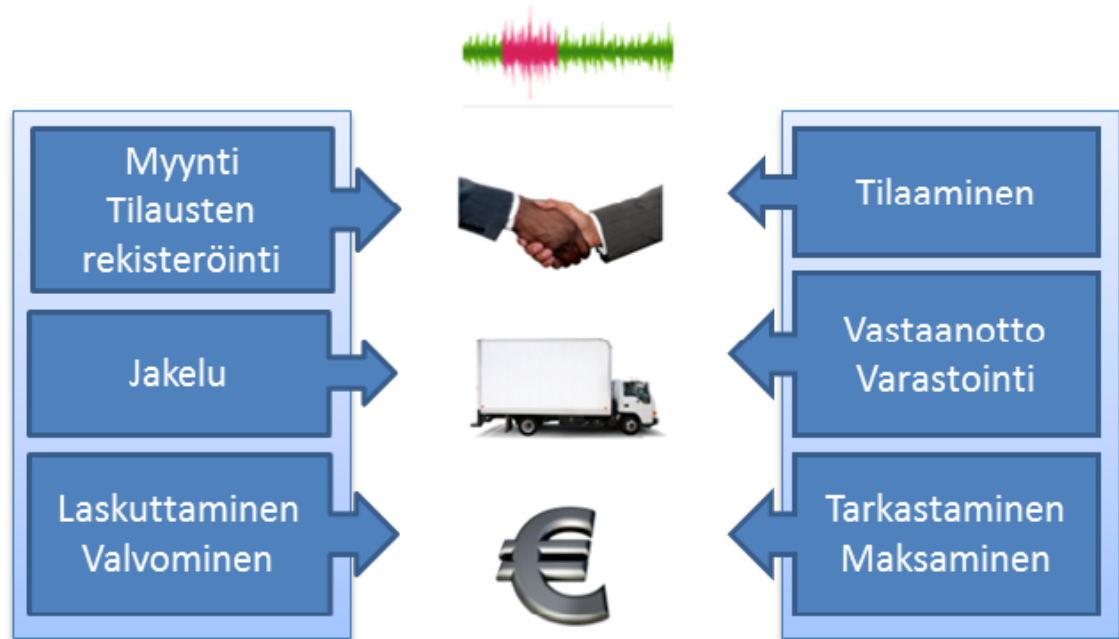 Myynti
Tilausten
rekisteröinti
Jakelu
Laskuttaminen
Valvominen
Tilaaminen
Vastaanotto
Varastointi
Tarkastaminen
Maksaminen